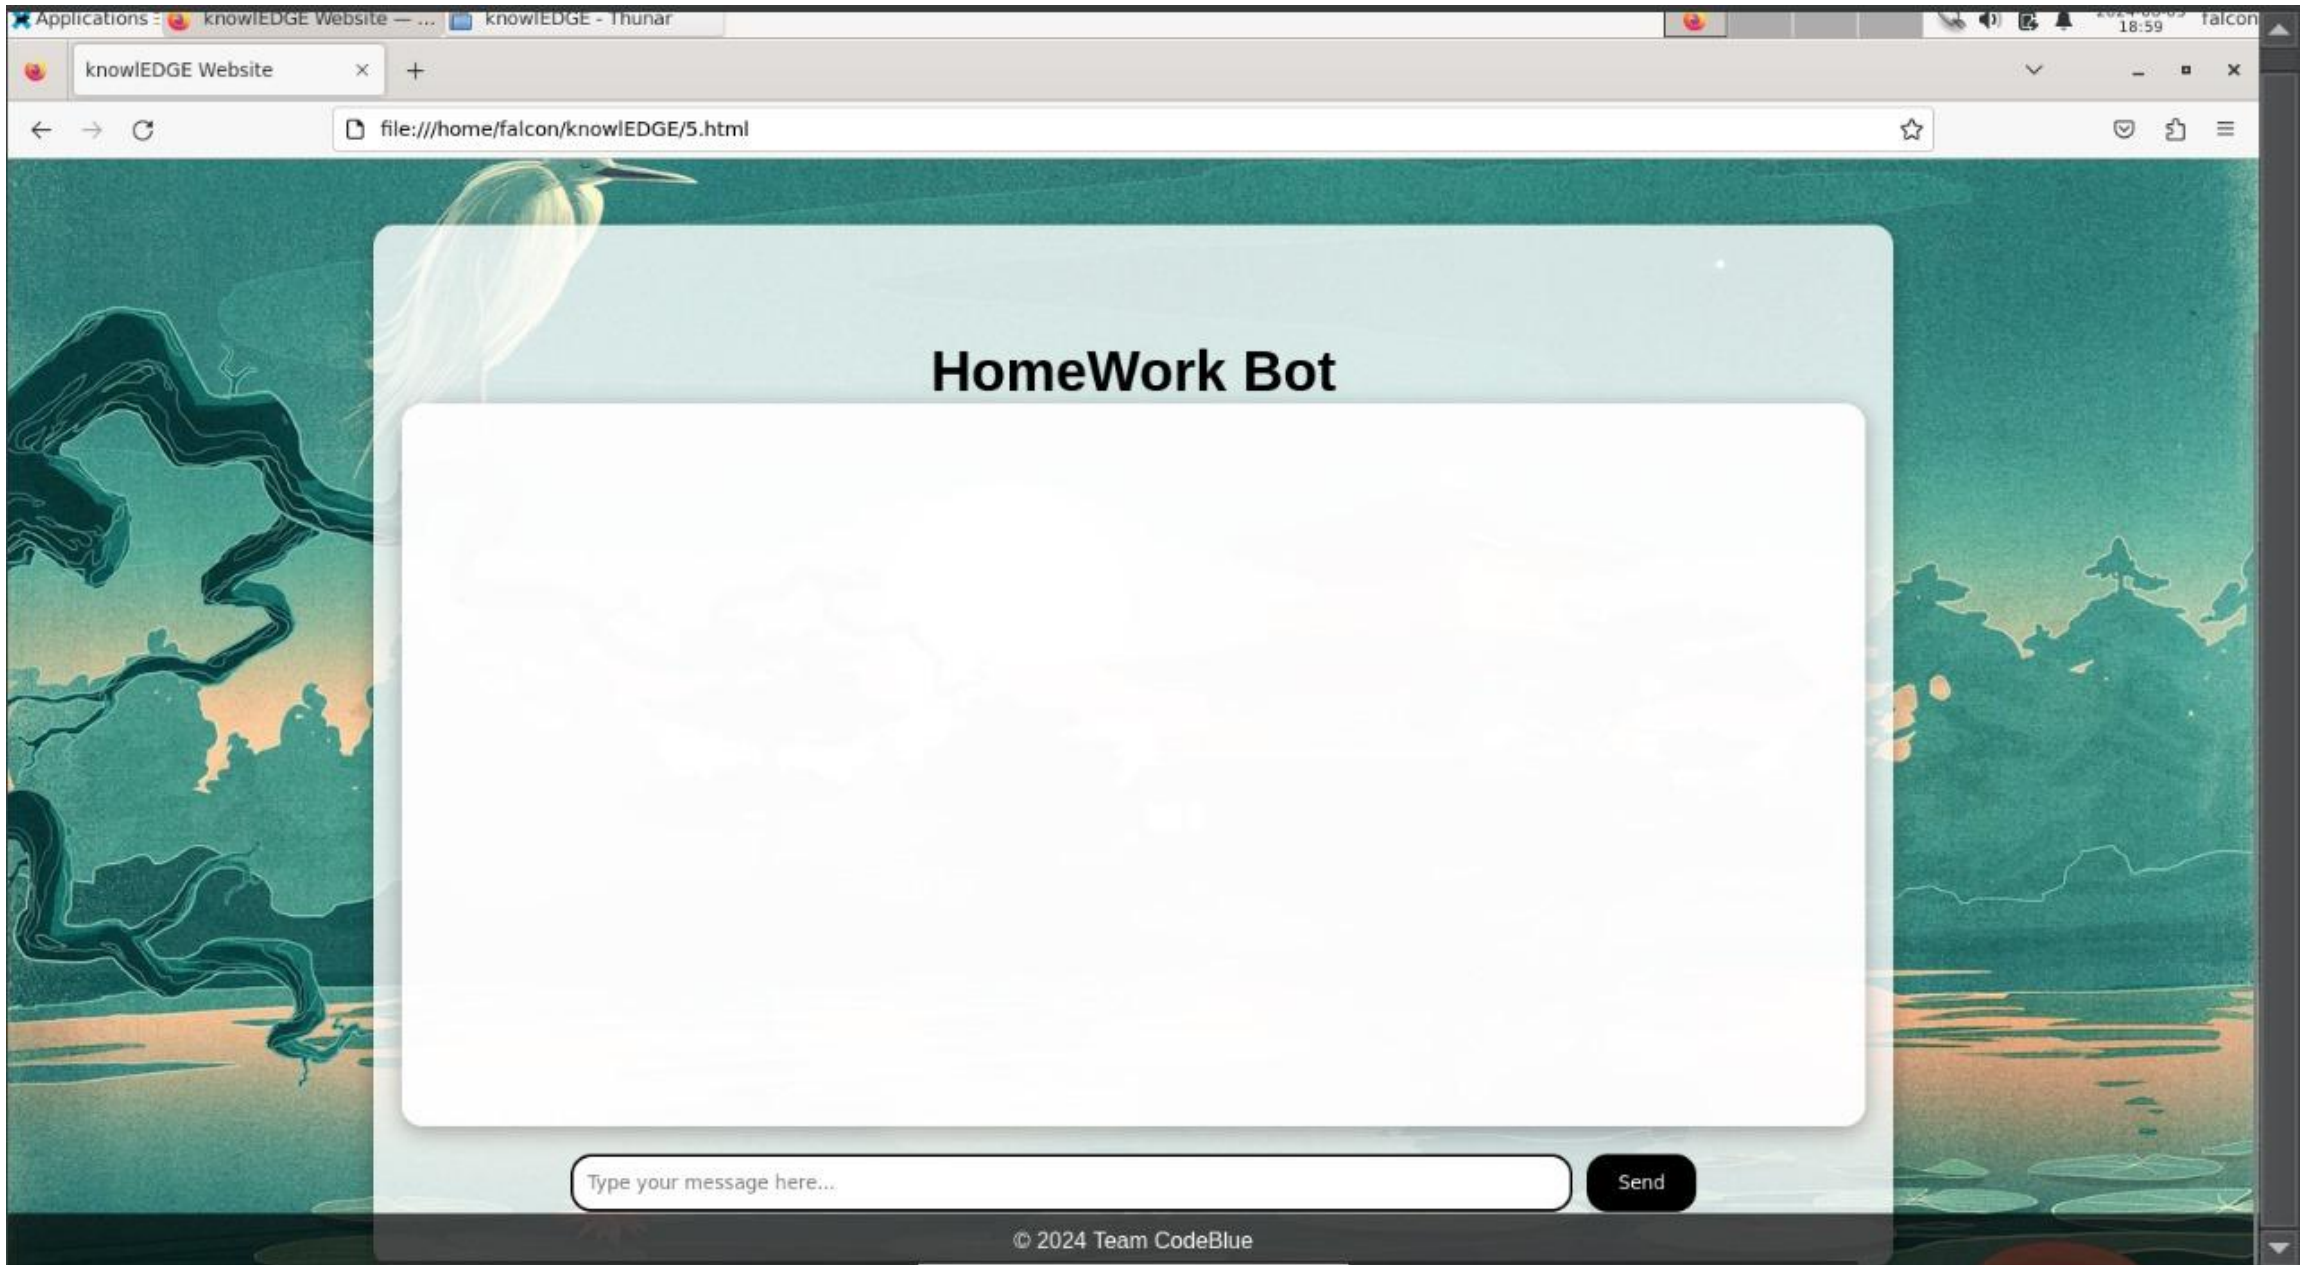 Applications
knowlEDGE Website — ...
knowlEDGE - Thunar
18:59
falcon
knowlEDGE Website
file:///home/falcon/knowlEDGE/5.html
HomeWork Bot
Type your message here...
Send
© 2024 Team CodeBlue